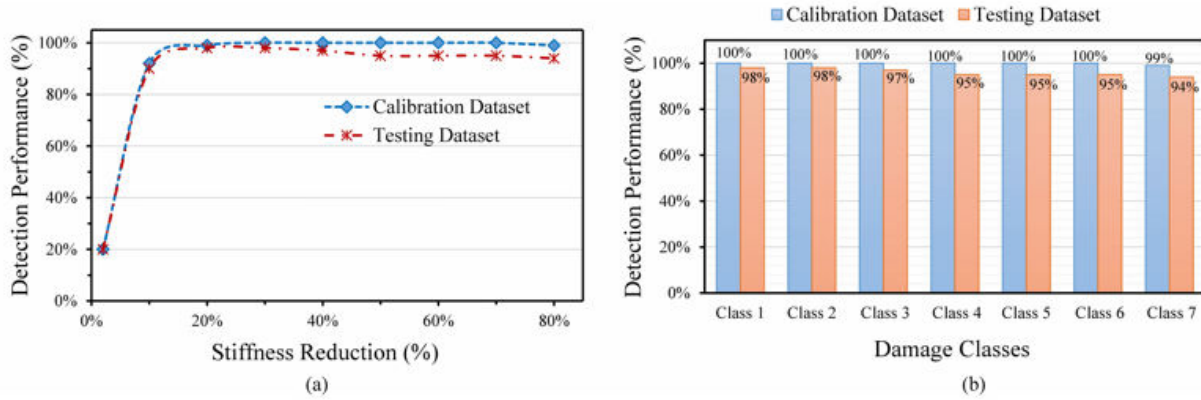 (a)
100%
80%
60%
40%
20%
0%
Detection Performance (%)
Calibration Dataset
Testing Dataset
0% 20% 40% 60% 80%
Stiffness Reduction (%)
(a)
Calibration Dataset Testing Dataset
(b)
100%
80%
60%
40%
20%
0%
Detection Performance (%)
100% 100% 100% 100% 100% 100% 99%
98% 98% 97% 95% 95% 95% 94%
Class 1 Class 2 Class 3 Class 4 Class 5 Class 6 Class 7
Damage Classes
(b)